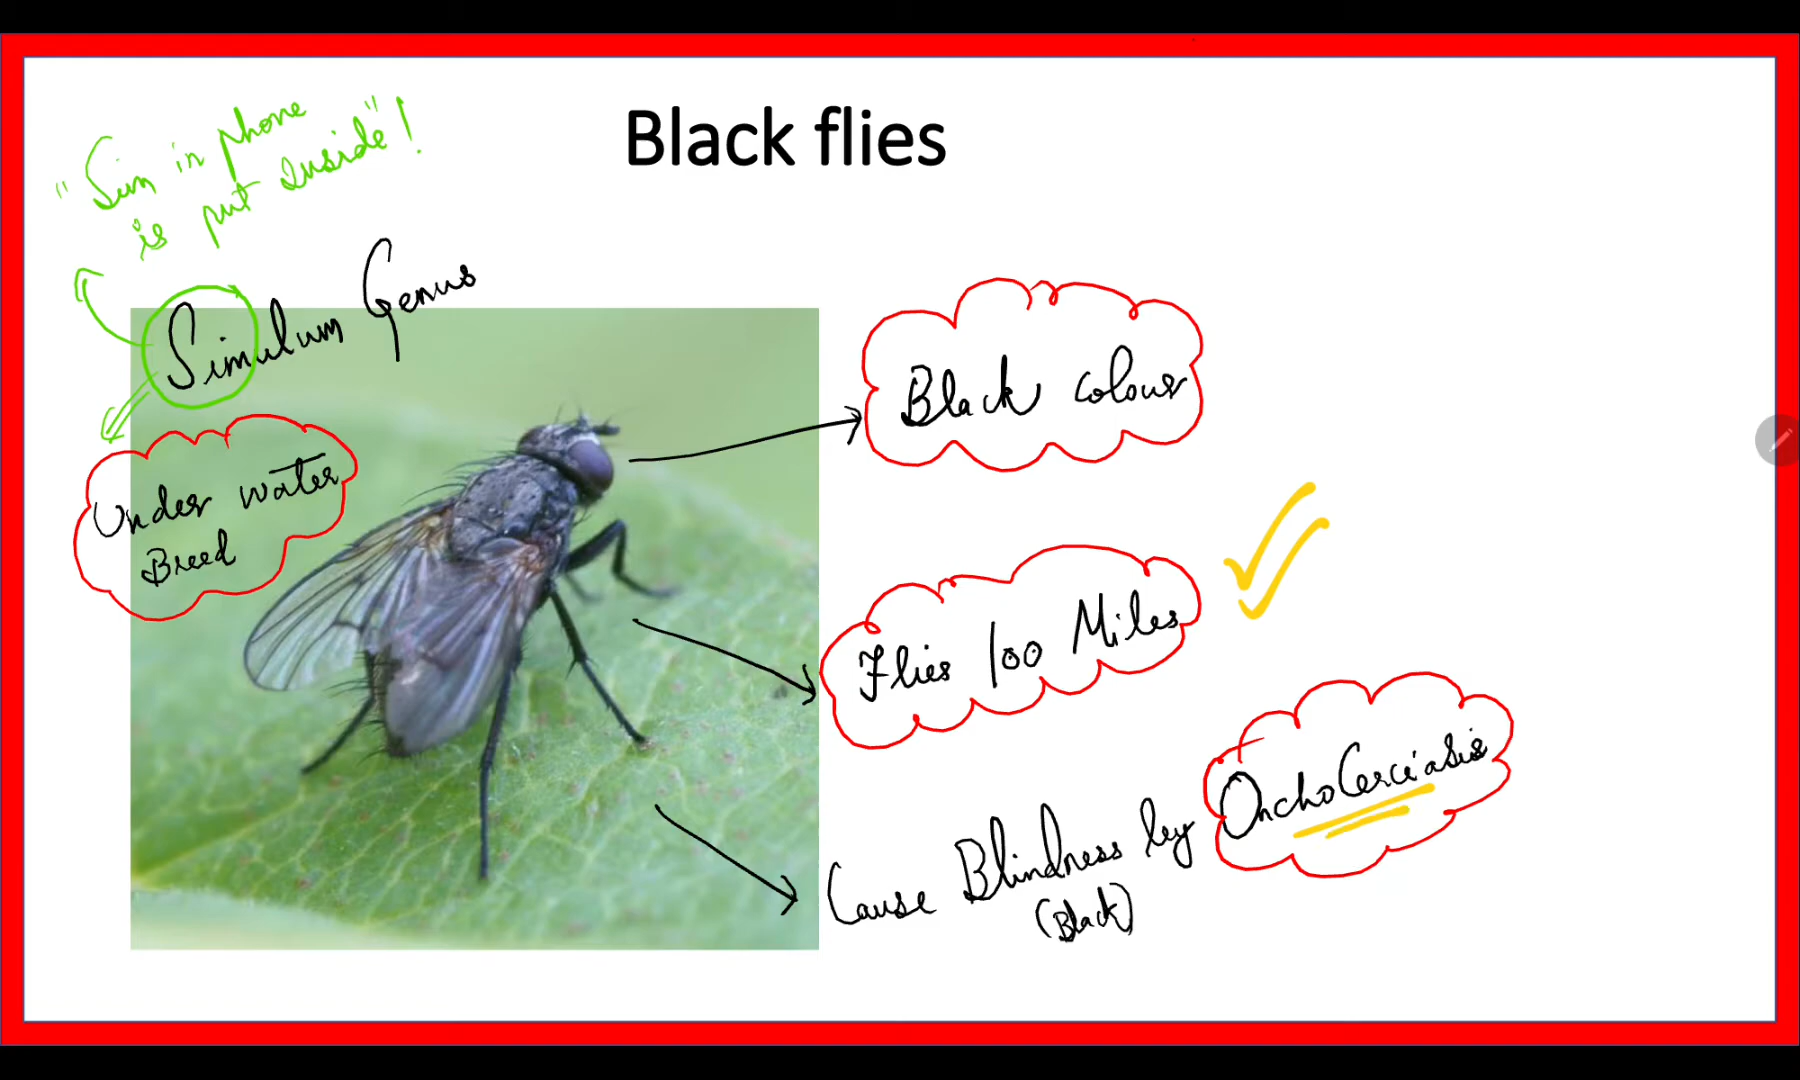 Black flies
"Sim in phone
is put Inside"!
Simulum Genus
Under water
Breed
Black colour
Flies 100 Miles
Cause Blindness by OnchoCerciasis
(Black)